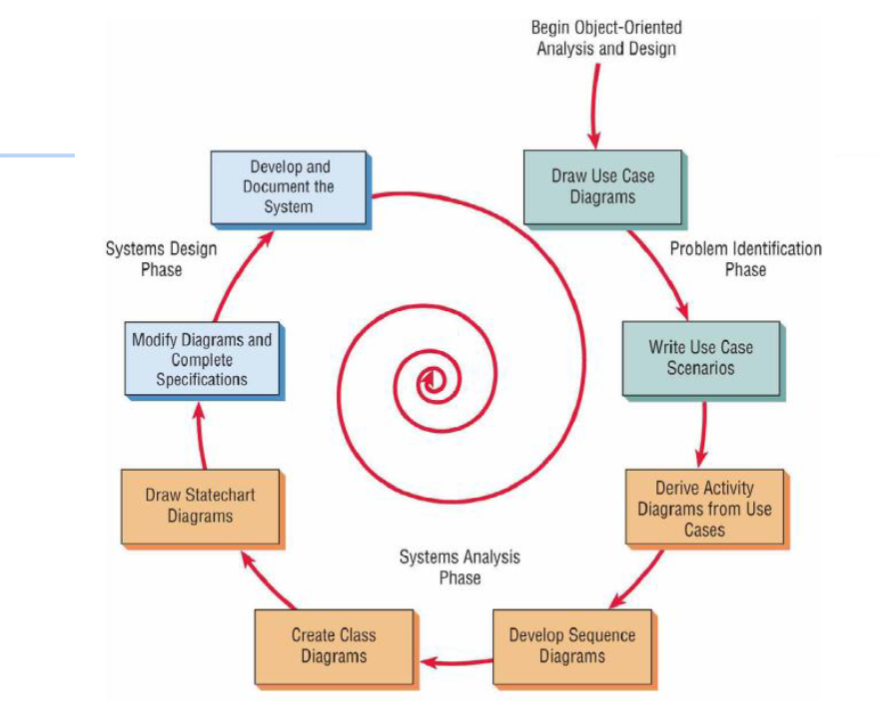 Begin Object-Oriented
Analysis and Design
Draw Use Case
Diagrams
Problem Identification
Phase
Write Use Case
Scenarios
Derive Activity
Diagrams from Use
Cases
Develop Sequence
Diagrams
Systems Analysis
Phase
Create Class
Diagrams
Draw Statechart
Diagrams
Modify Diagrams and
Complete
Specifications
Systems Design
Phase
Develop and
Document the
System